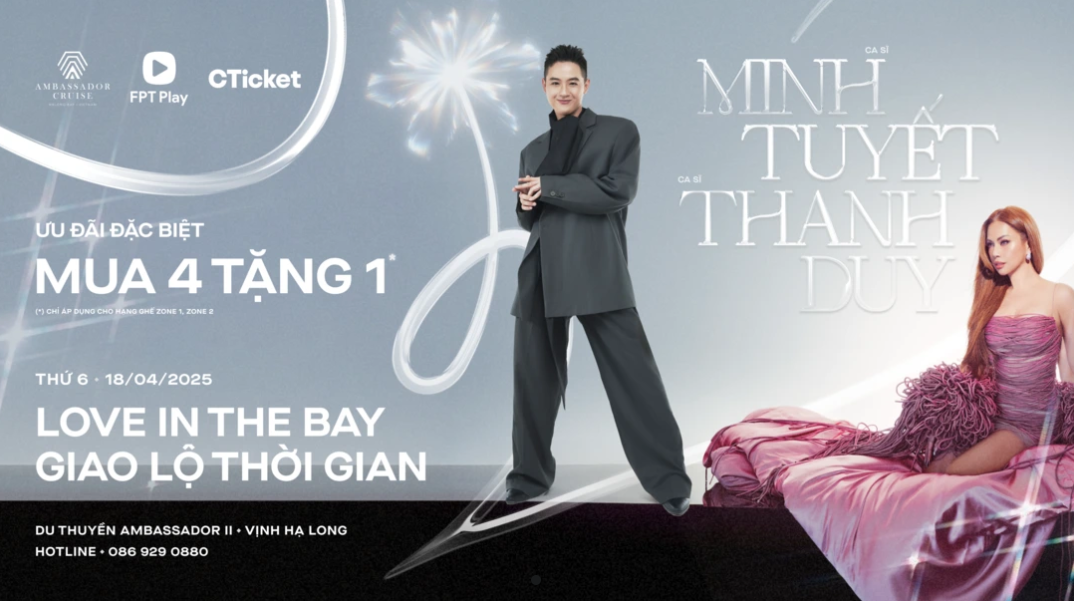 AMBASSADOR
CRUISE
FPT Play
CTicket
ƯU ĐÃI ĐẶC BIỆT
MUA 4 TẶNG 1*
(*) CHỈ ÁP DỤNG CHO HẠNG GHẾ ZONE 1, ZONE 2
THỨ 6 • 18/04/2025
LOVE IN THE BAY
GIAO LỘ THỜI GIAN
DU THUYỀN AMBASSADOR II • VỊNH HẠ LONG
HOTLINE • 086 929 0880
CA SĨ
MINH
TUYẾT
CA SĨ
THANH
DUY